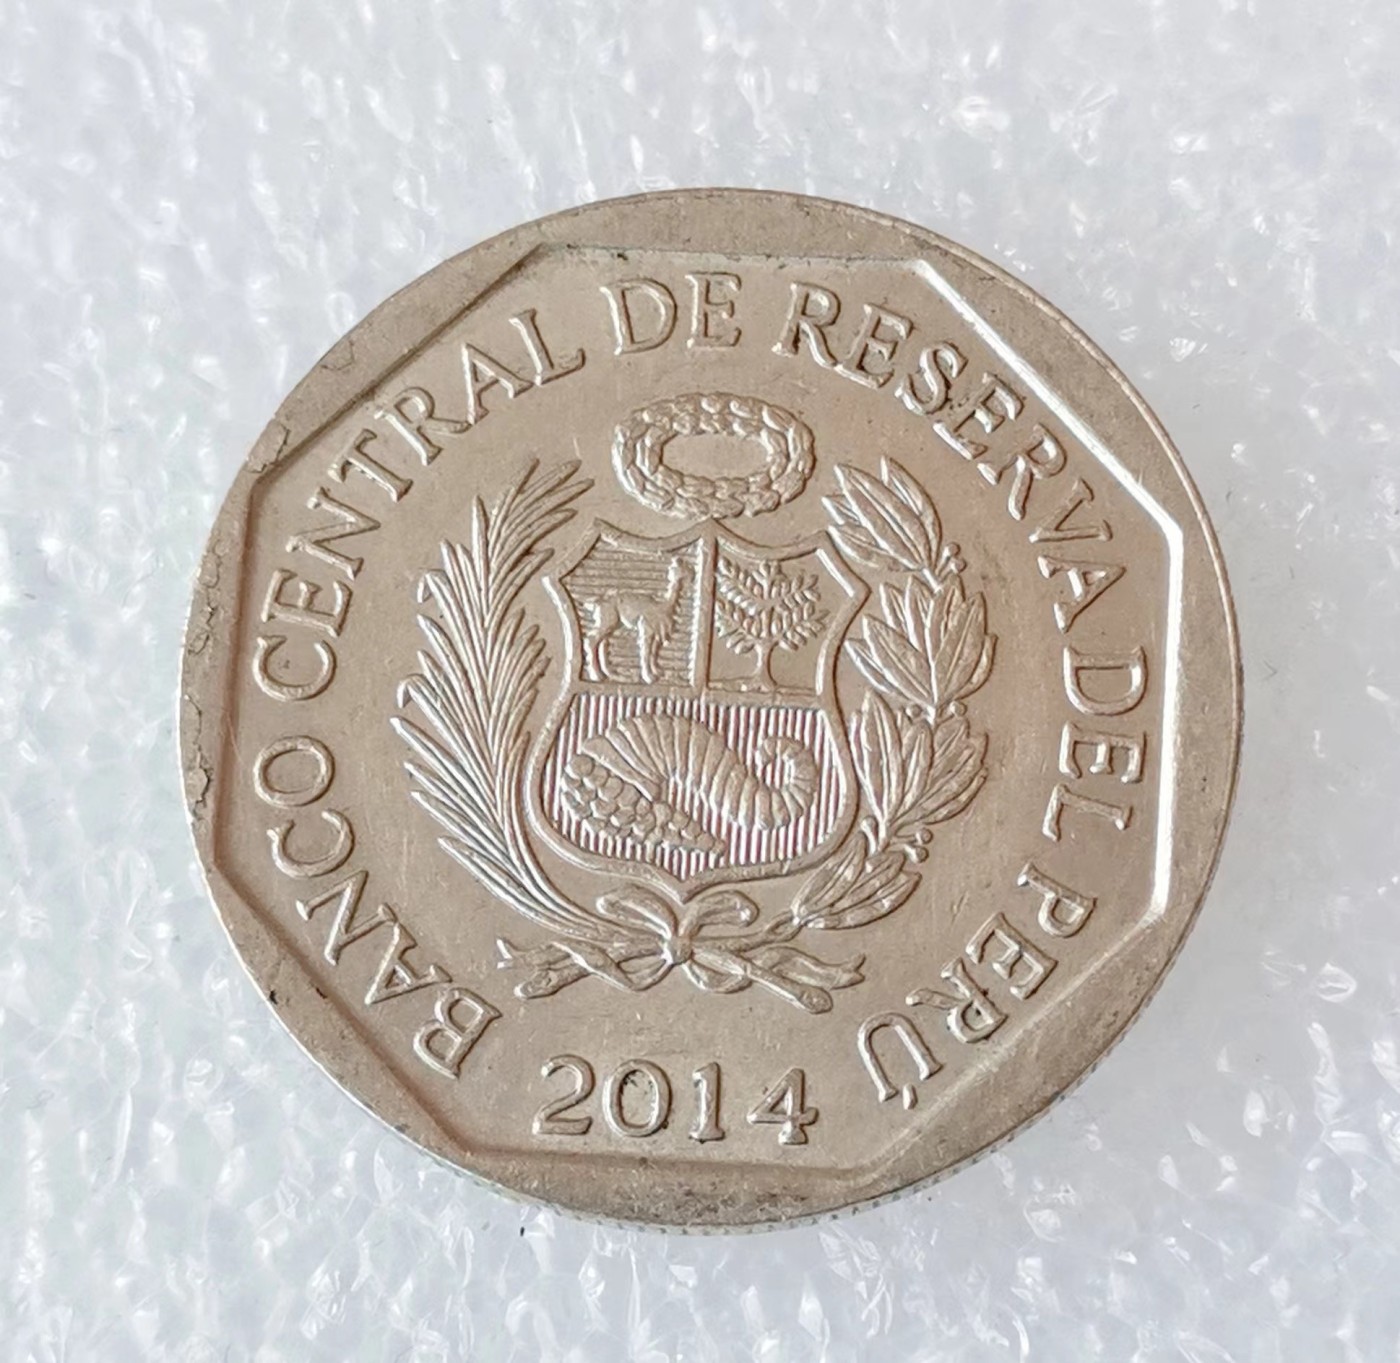 BANCO CENTRAL DE RESERVA DEL PERÚ
2014